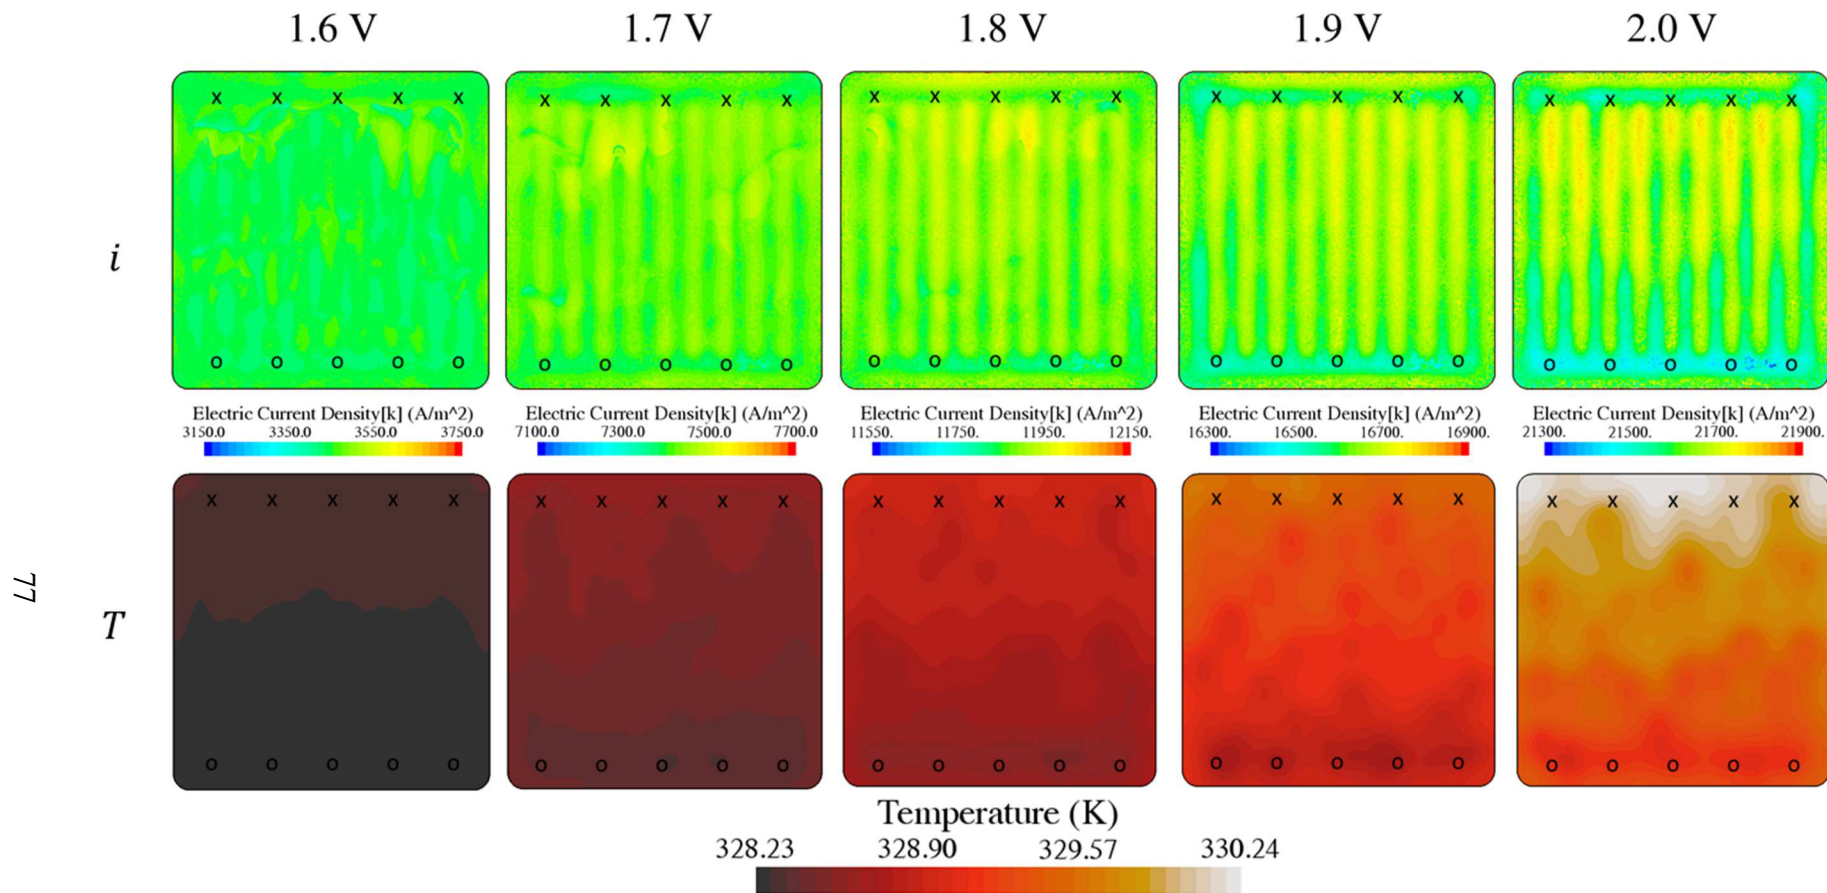 1.6 V 1.7 V 1.8 V 1.9 V 2.0 V
x x x x x x x x x x x x x x x x x x x x x x x x x
i
o o o o o o o o o o o o o o o o o o o o o o o o o
Electric Current Density[k] (A/m^2) Electric Current Density[k] (A/m^2) Electric Current Density[k] (A/m^2) Electric Current Density[k] (A/m^2) Electric Current Density[k] (A/m^2)
3150.0 3350.0 3550.0 3750.0 7100.0 7300.0 7500.0 7700.0 11550. 11750. 11950. 12150. 16300. 16500. 16700. 16900. 21300. 21500. 21700. 21900.
x x x x x x x x x x x x x x x x x x x x x x x x x
77
T
o o o o o o o o o o o o o o o o o o o o o o o o o
Temperature (K)
328.23 328.90 329.57 330.24